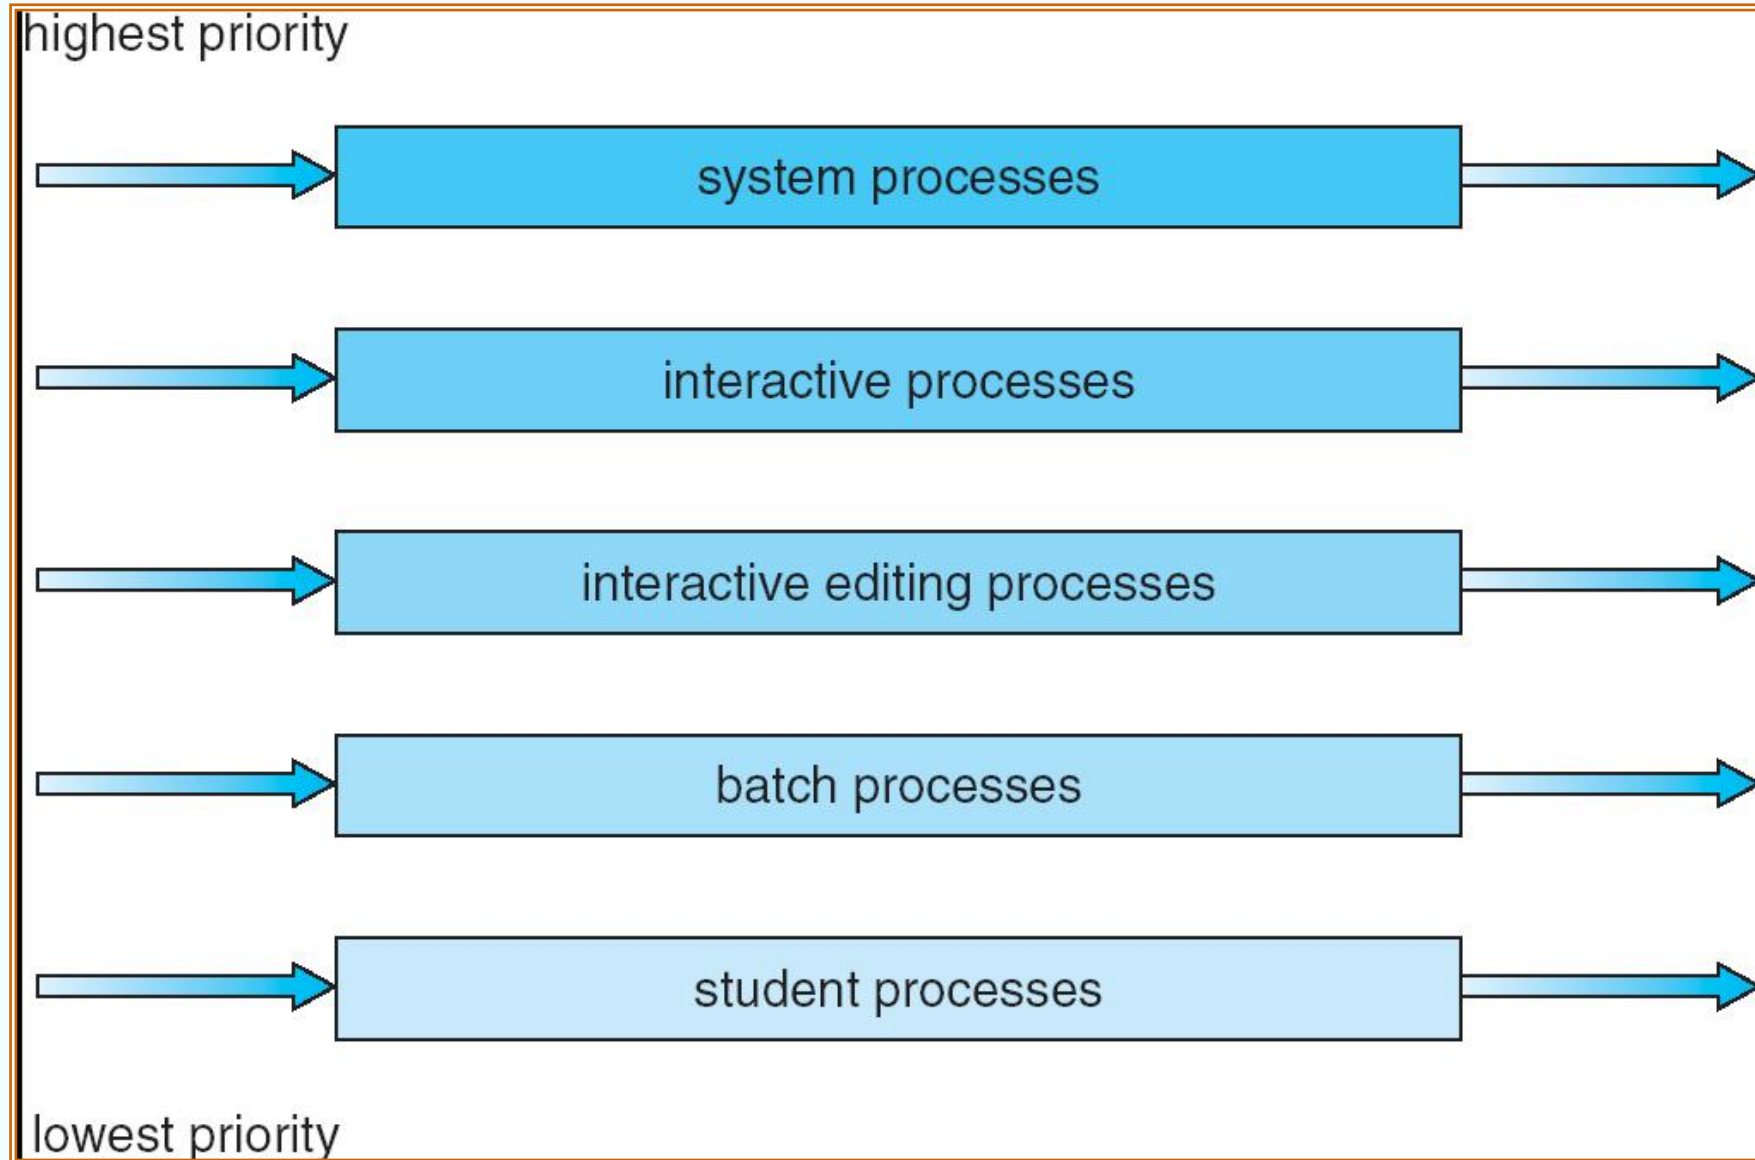 highest priority
system processes
interactive processes
interactive editing processes
batch processes
student processes
lowest priority